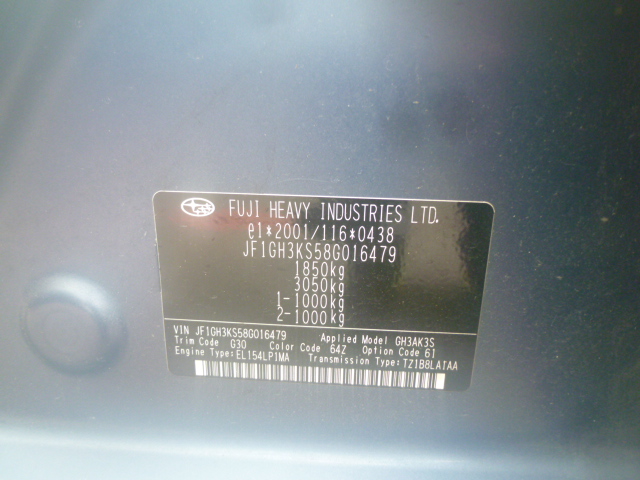 FUJI HEAVY INDUSTRIES LTD.
e1*2001/116*0438
JF1GH3KS58G016479
1850kg
3050kg
1-1000kg
2-1000kg
VIN JF1GH3KS58G016479 Applied Model GH3AK3S
Trim Code G30 Color Code 64Z Option Code 61
Engine Type:EL154LP1MA Transmission Type:TZ1B8LA1AA